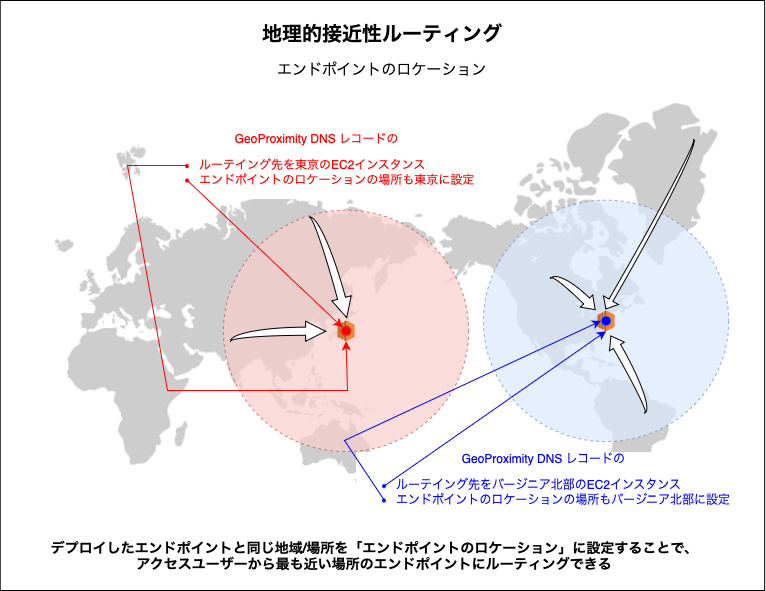 地理的接近性ルーティング
エンドポイントのロケーション
GeoProximity DNS レコードの
ルーテイング先を東京のEC2インスタンス
エンドポイントのロケーションの場所も東京に設定
GeoProximity DNS レコードの
ルーテイング先をバージニア北部のEC2インスタンス
エンドポイントのロケーションの場所もバージニア北部に設定
デプロイしたエンドポイントと同じ地域/場所を「エンドポイントのロケーション」に設定することで、
アクセスユーザーから最も近い場所のエンドポイントにルーティングできる